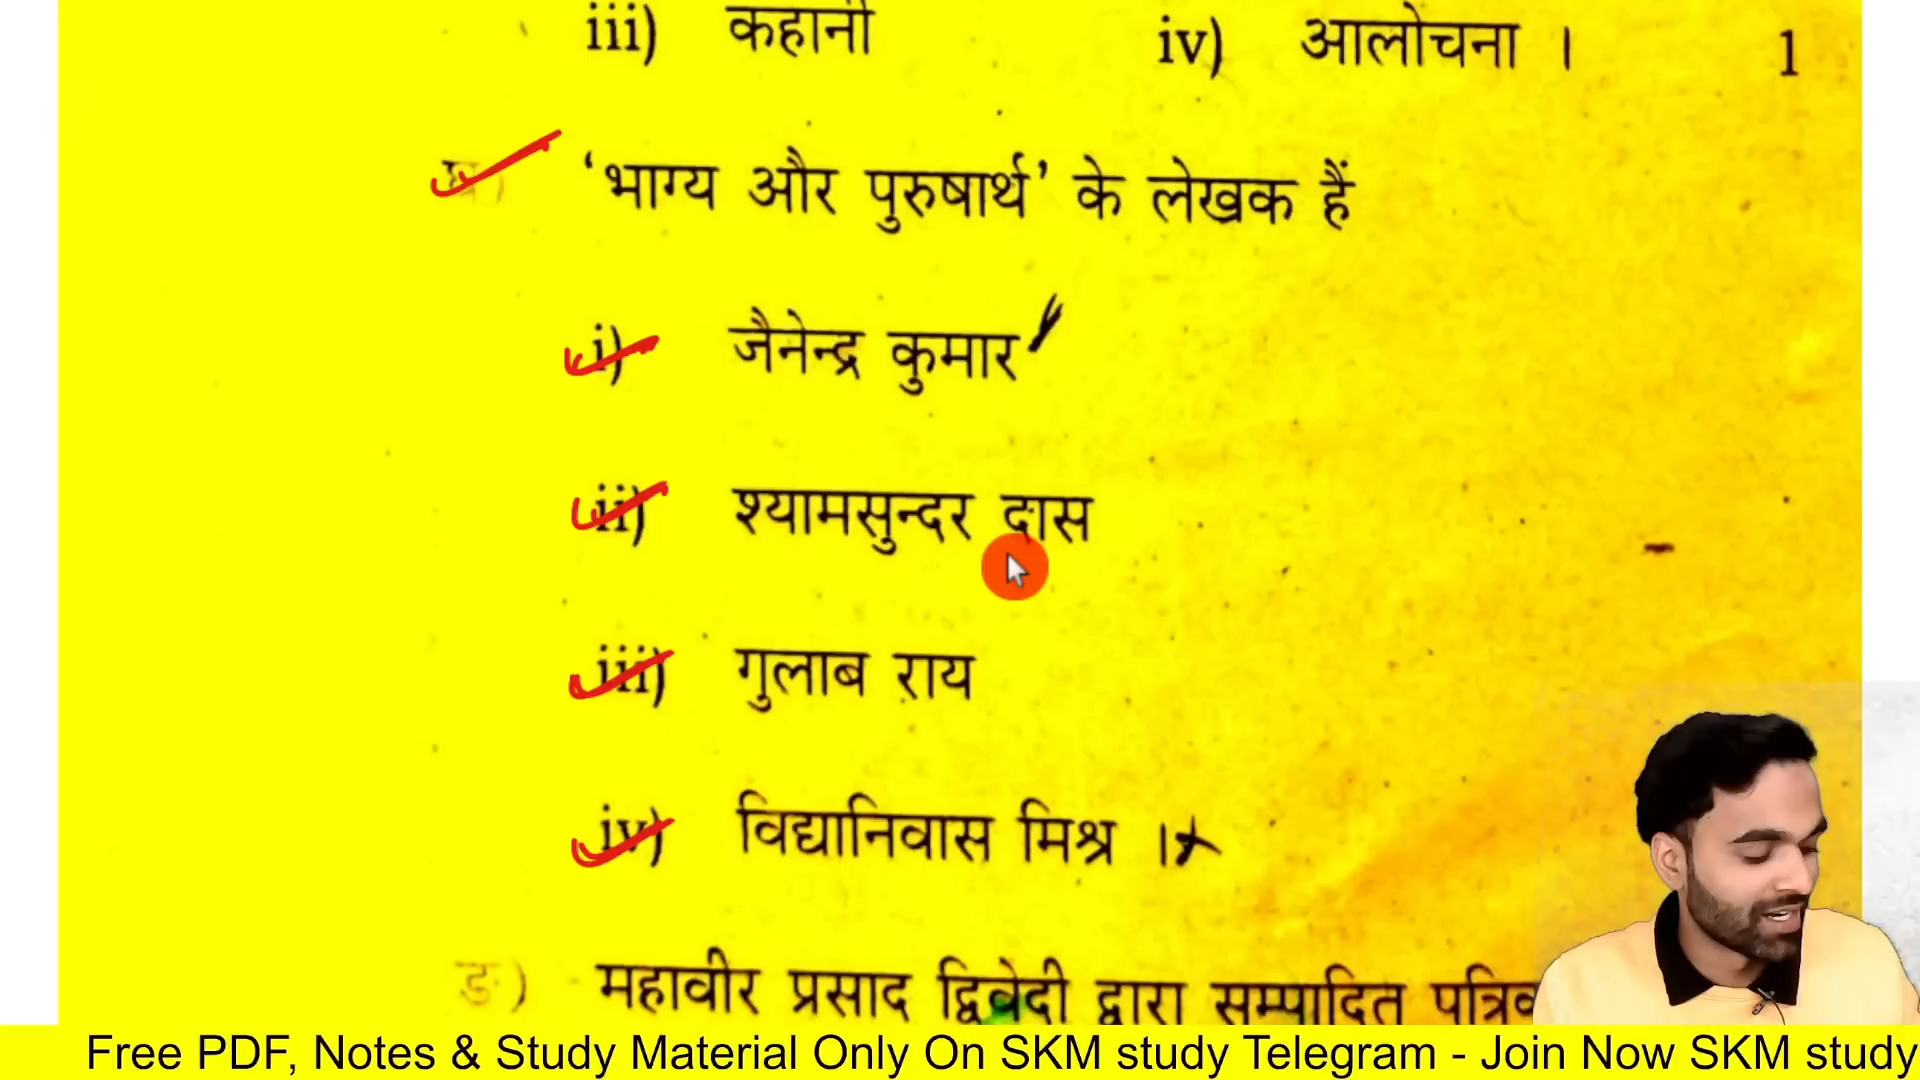 iii) कहानी iv) आलोचना । 1
घ) 'भाग्य और पुरुषार्थ' के लेखक हैं
i) जैनेन्द्र कुमार
ii) श्यामसुन्दर दास
iii) गुलाब राय
iv) विद्यानिवास मिश्र ।
ङ) महावीर प्रसाद द्विवेदी द्वारा सम्पादित
Free PDF, Notes & Study Material Only On SKM study Telegram - Join Now SKM study